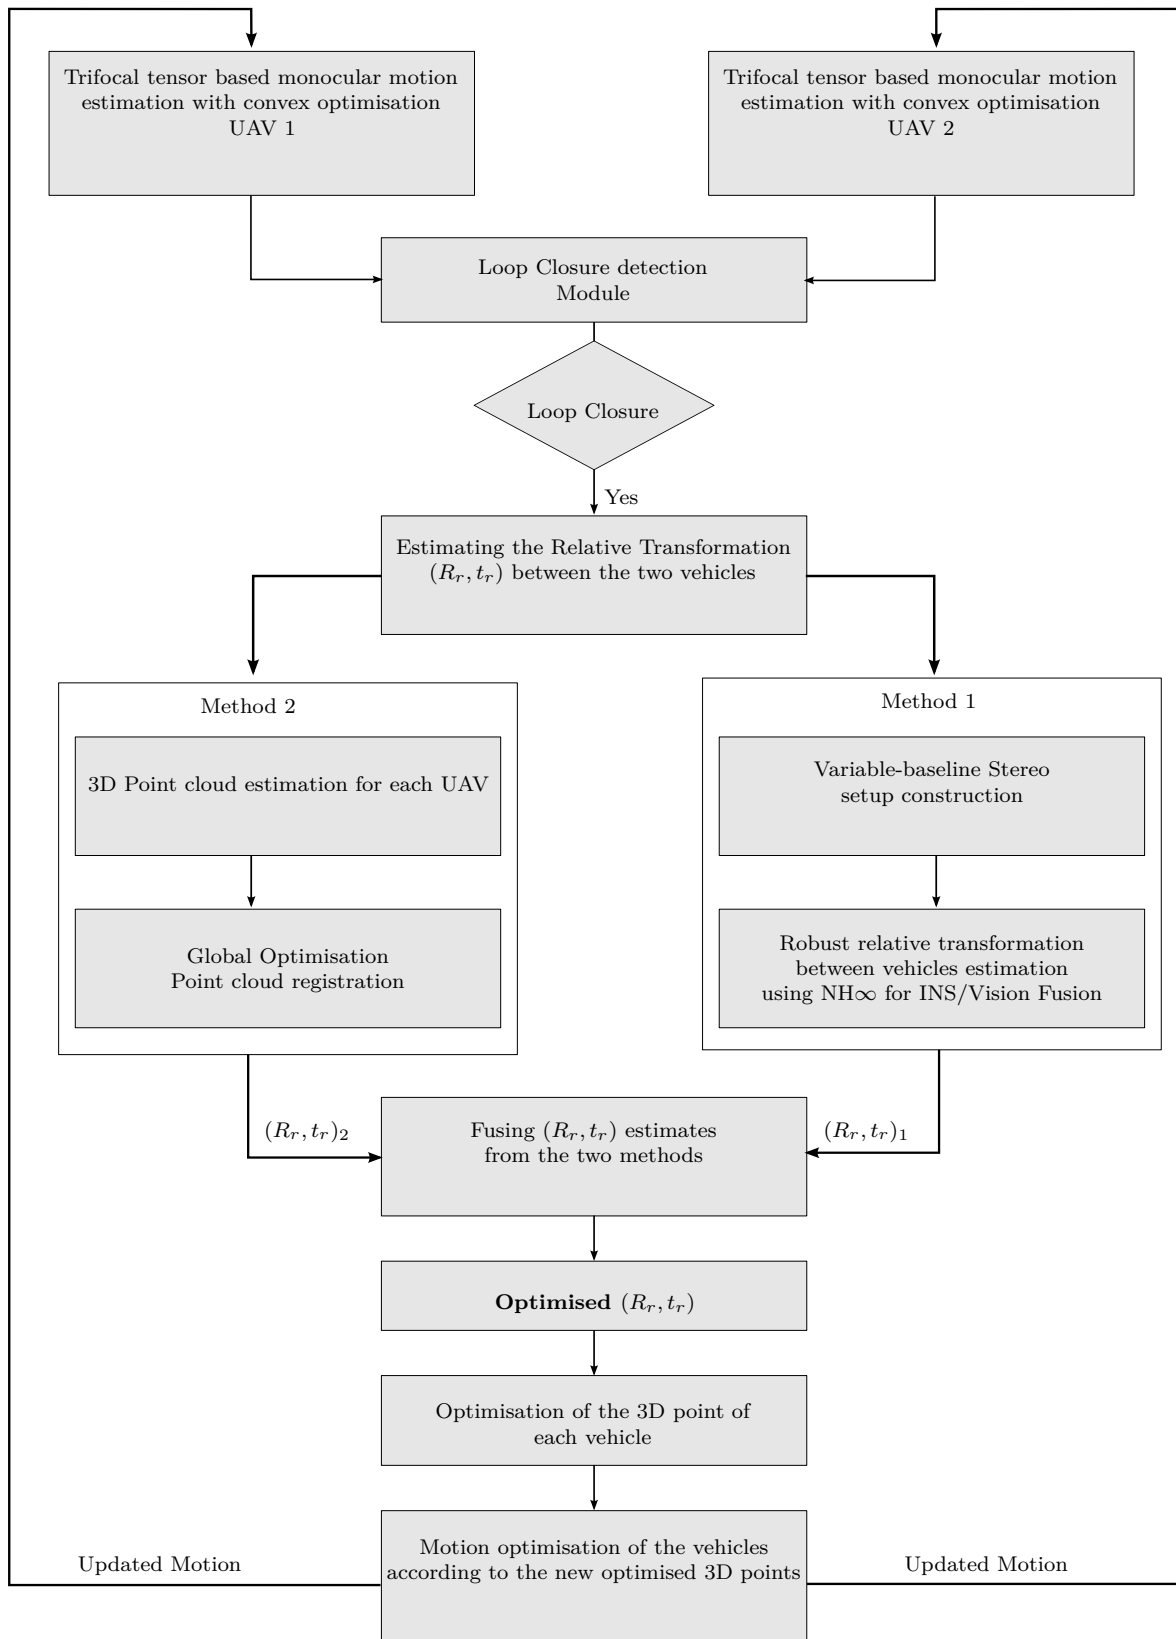 Trifocal tensor based monocular motion
estimation with convex optimisation
UAV 1
Trifocal tensor based monocular motion
estimation with convex optimisation
UAV 2
Loop Closure detection
Module
Loop Closure
Yes
Estimating the Relative Transformation
(R_r, t_r) between the two vehicles
Method 2
3D Point cloud estimation for each UAV
Global Optimisation
Point cloud registration
Method 1
Variable-baseline Stereo
setup construction
Robust relative transformation
between vehicles estimation
using NH∞ for INS/Vision Fusion
(R_r, t_r)_2
Fusing (R_r, t_r) estimates
from the two methods
(R_r, t_r)_1
Optimised (R_r, t_r)
Optimisation of the 3D point of
each vehicle
Updated Motion
Motion optimisation of the vehicles
according to the new optimised 3D points
Updated Motion